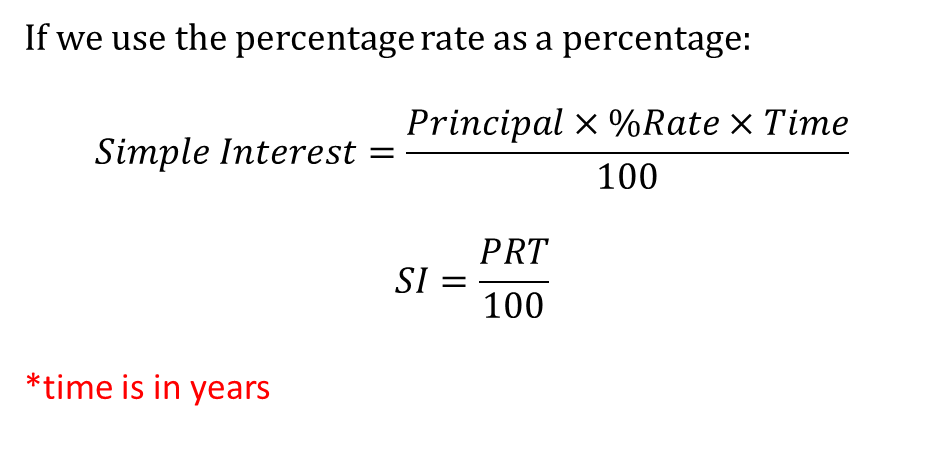 If we use the percentage rate as a percentage:
Simple Interest = Principal × %Rate × Time / 100
SI = PRT / 100
*time is in years